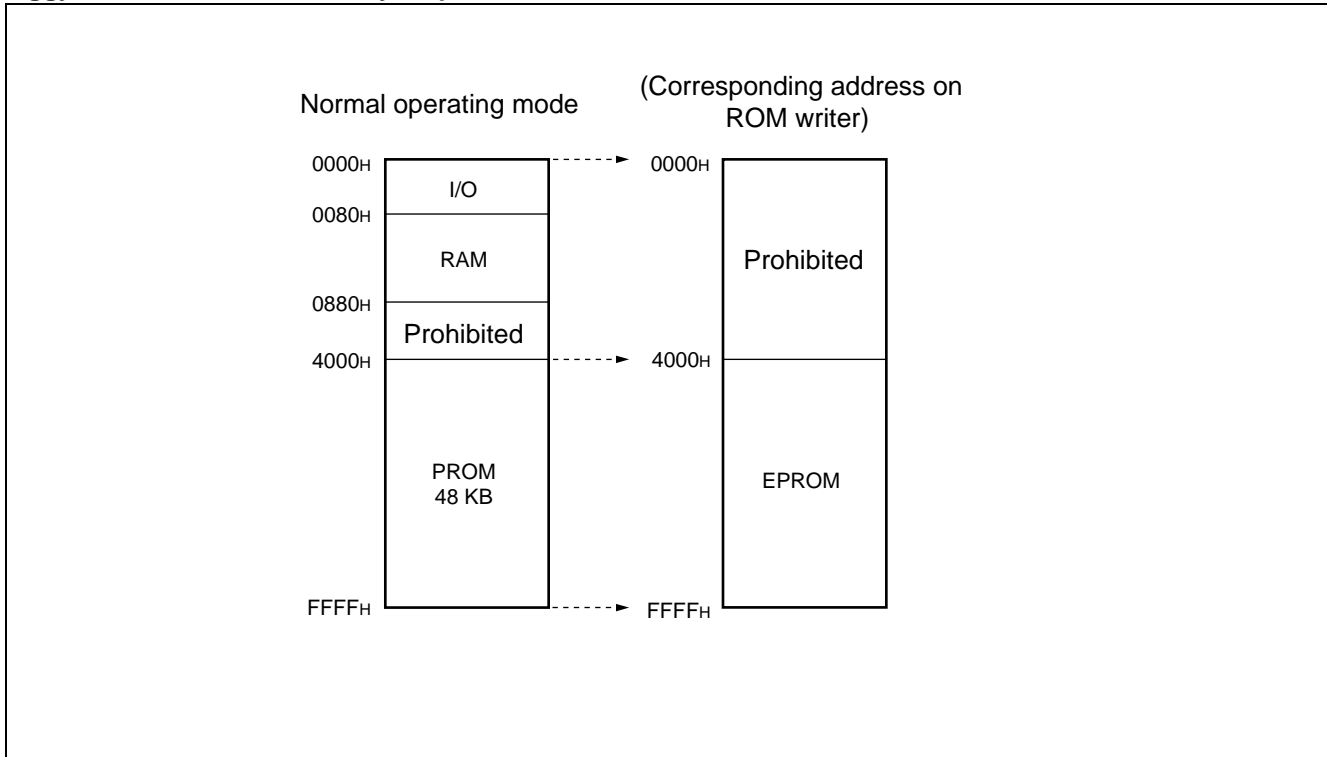 Normal operating mode
0000H
I/O
0080H
RAM
0880H
Prohibited
4000H
PROM
48 KB
FFFFH
(Corresponding address on
ROM writer)
0000H
Prohibited
4000H
EPROM
FFFFH